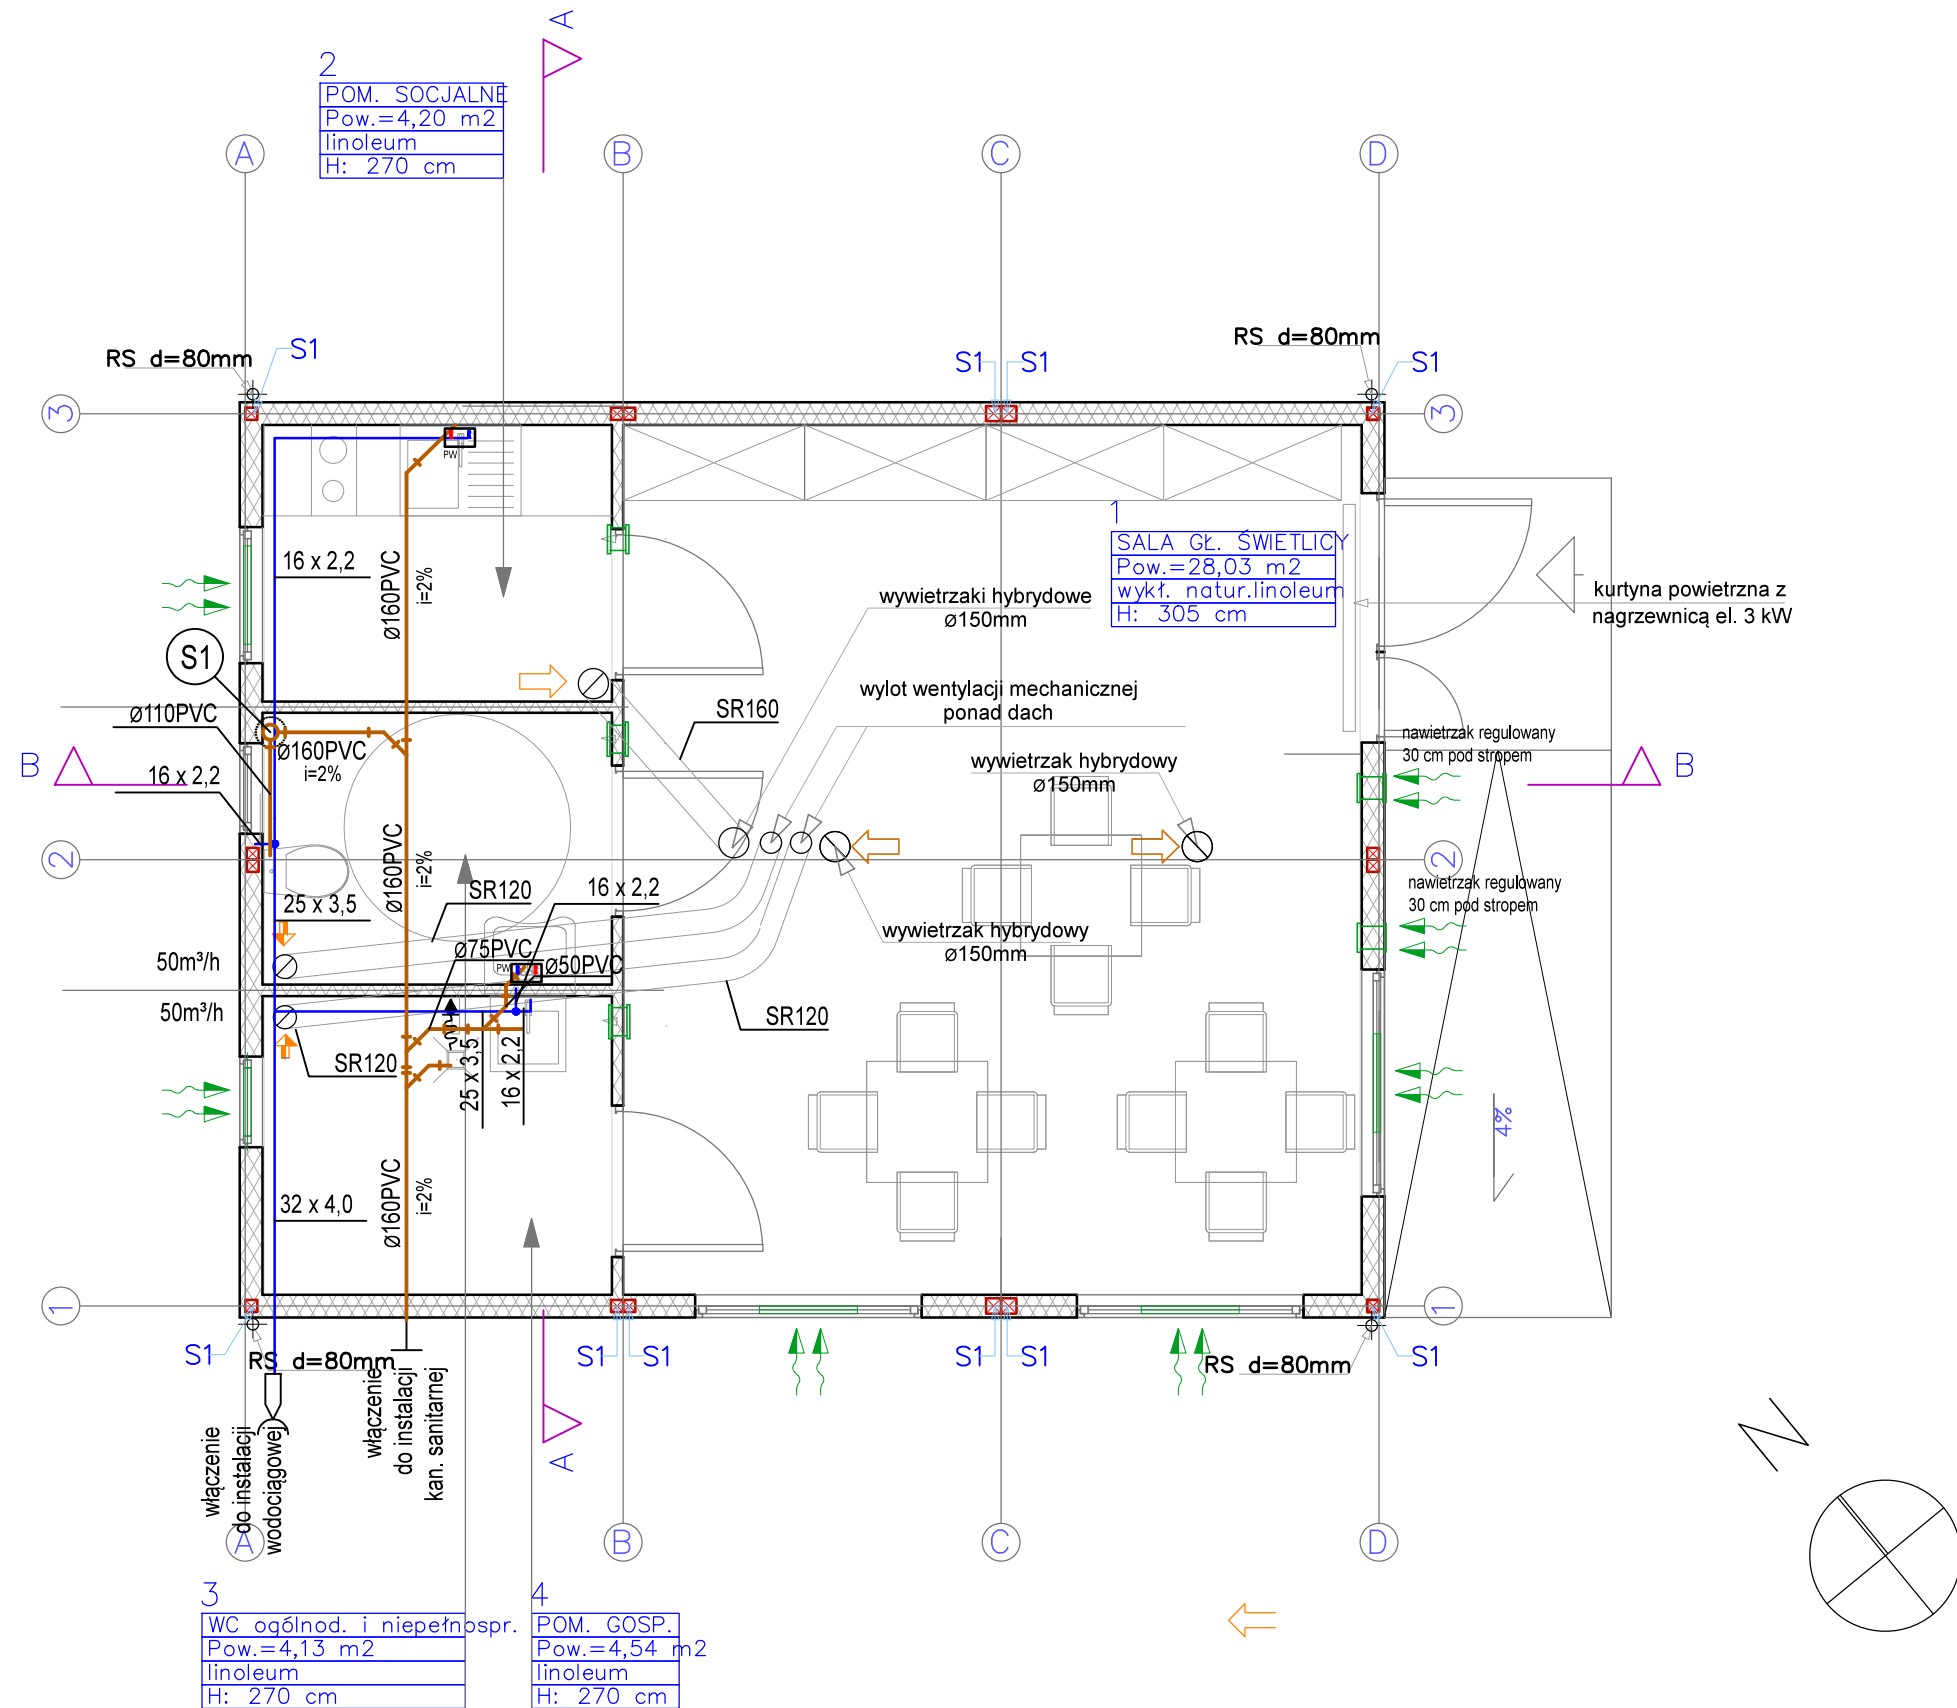 A
2
POM. SOCJALNE
Pow.=4,20 m2
linoleum
H: 270 cm
A
B
C
D
RS d=80mm
S1
S1
S1
RS d=80mm
S1
3
3
PW
1
SALA GŁ. ŚWIETLICY
Pow.=28,03 m2
wykł. natur.linoleum
H: 305 cm
16 x 2,2
Ø160PVC
i=2%
wywietrzaki hybrydowe
ø150mm
kurtyna powietrzna z
nagrzewnicą el. 3 kW
S1
Ø110PVC
SR160
wylot wentylacji mechanicznej
ponad dach
Ø160PVC
i=2%
nawietrzak regulowany
30 cm pod stropem
B
16 x 2,2
wywietrzak hybrydowy
ø150mm
B
2
2
Ø160PVC
i=2%
SR120
16 x 2,2
nawietrzak regulowany
30 cm pod stropem
25 x 3,5
wywietrzak hybrydowy
ø150mm
50m³/h
Ø75PVC
PW
Ø50PVC
50m³/h
SR120
SR120
25 x 3,5
16 x 2,2
4%
32 x 4,0
Ø160PVC
i=2%
1
1
S1
RS d=80mm
S1
S1
S1
S1
RS d=80mm
S1
włączenie
do instalacji
wodociągowej
włączenie
do instalacji
kan. sanitarnej
A
N
A
B
C
D
3
WC ogólnod. i niepełnospr.
Pow.=4,13 m2
linoleum
H: 270 cm
4
POM. GOSP.
Pow.=4,54 m2
linoleum
H: 270 cm